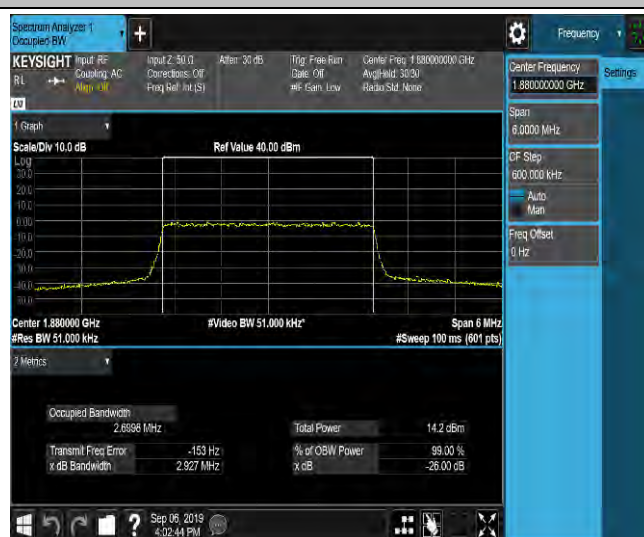 Spectrum Analyzer 1
Occupied BW
+
Frequency
KEYSIGHT Input: RF
Coupling: AC
Align: Off
RL
Input Z: 50 Ω
Corrections: Off
Freq Ref: Int (S)
Atten: 30 dB
Trig: Free Run
Gate: Off
#IF Gain: Low
Center Freq: 1.880000000 GHz
Avg|Hold: 30/30
Radio Std: None
LXI
1 Graph
Scale/Div 10.0 dB
Ref Value 40.00 dBm
Log
30.0
20.0
10.0
0.00
-10.0
-20.0
-30.0
-40.0
-50.0
Center 1.880000 GHz
#Video BW 51.000 kHz*
Span 6 MHz
#Res BW 51.000 kHz
#Sweep 100 ms (601 pts)
2 Metrics
Occupied Bandwidth
2.6998 MHz
Total Power 14.2 dBm
Transmit Freq Error -153 Hz
% of OBW Power 99.00 %
x dB Bandwidth 2.927 MHz
x dB -26.00 dB
Sep 06, 2019
4:02:44 PM
Center Frequency
1.880000000 GHz
Settings
Span
6.0000 MHz
CF Step
600.000 kHz
Auto
Man
Freq Offset
0 Hz